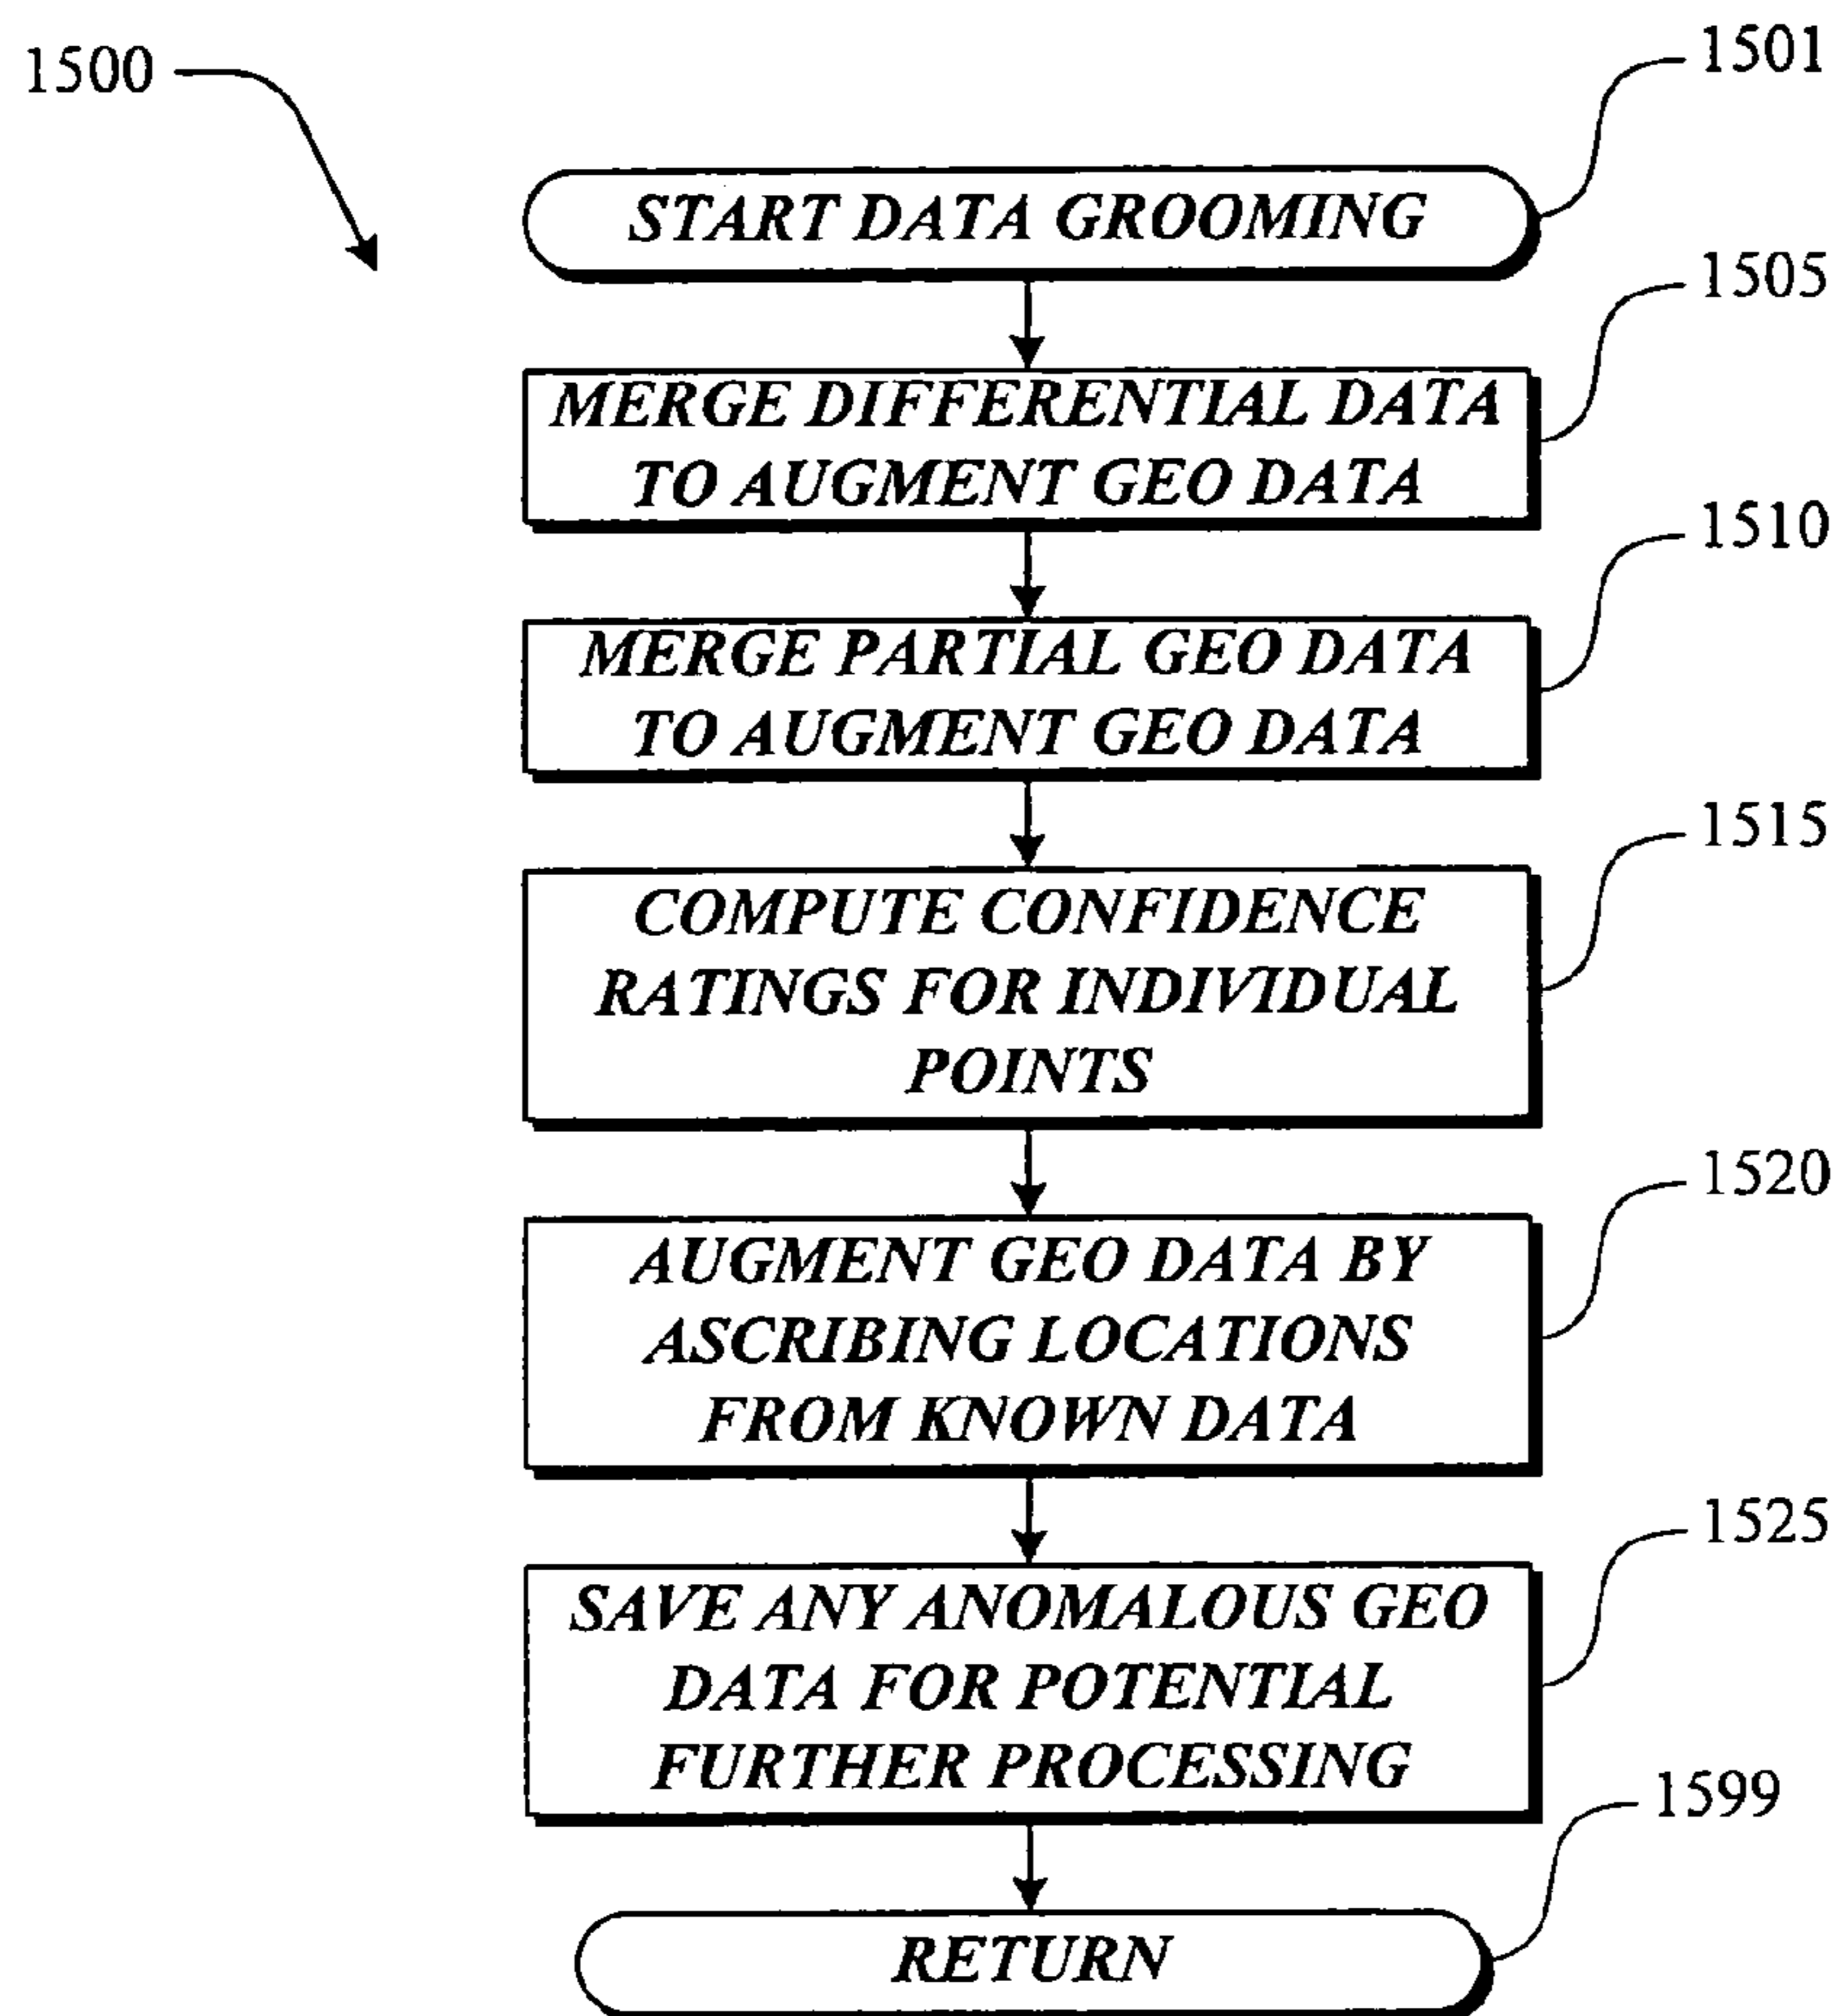 1500
1501
START DATA GROOMING
1505
MERGE DIFFERENTIAL DATA
TO AUGMENT GEO DATA
1510
MERGE PARTIAL GEO DATA
TO AUGMENT GEO DATA
1515
COMPUTE CONFIDENCE
RATINGS FOR INDIVIDUAL
POINTS
1520
AUGMENT GEO DATA BY
ASCRIBING LOCATIONS
FROM KNOWN DATA
1525
SAVE ANY ANOMALOUS GEO
DATA FOR POTENTIAL
FURTHER PROCESSING
1599
RETURN